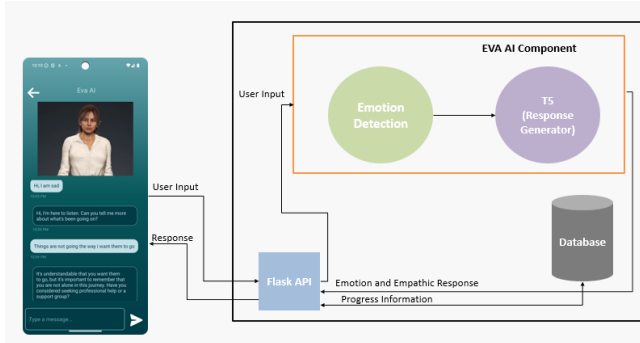 Eva AI
Hi, I am sad
Hi, I'm here to listen. Can you tell me more
about what's been going on?
Things are not going the way I want them to go
It's understandable that you want them
to go, but it's important to remember that
you are not alone in this journey. Have you
considered seeking professional help or a
support group?
Type a message...
User Input
Response
User Input
EVA AI Component
Emotion
Detection
T5
(Response
Generator)
Database
Flask API
Emotion and Empathic Response
Progress Information